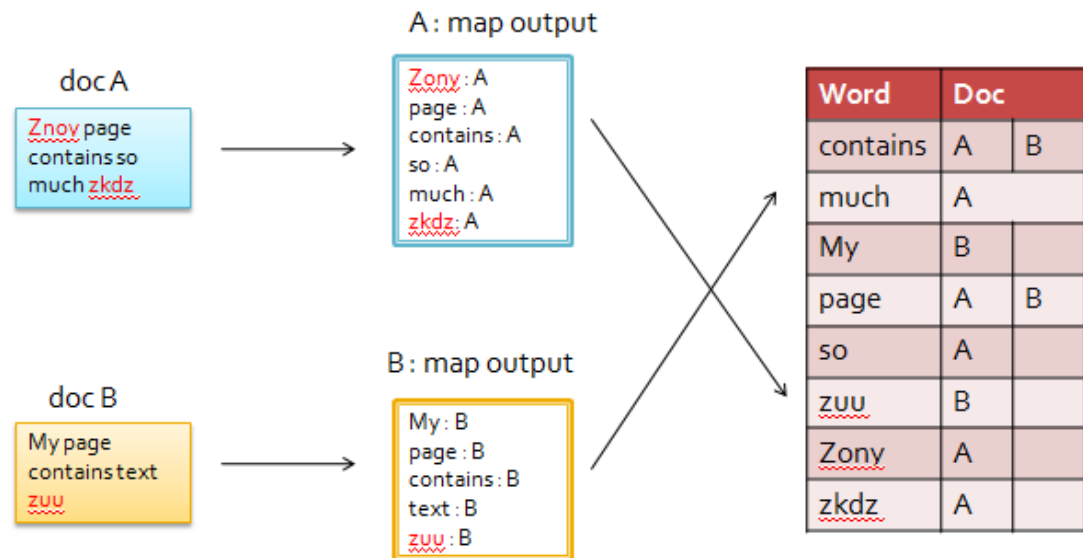 doc A
Znoy page
contains so
much zkdz
A : map output
Zony : A
page : A
contains : A
so : A
much : A
zkdz: A
doc B
My page
contains text
zuu
B : map output
My : B
page : B
contains : B
text : B
zuu : B
Word Doc
contains A B
much A
My B
page A B
so A
zuu B
Zony A
zkdz A